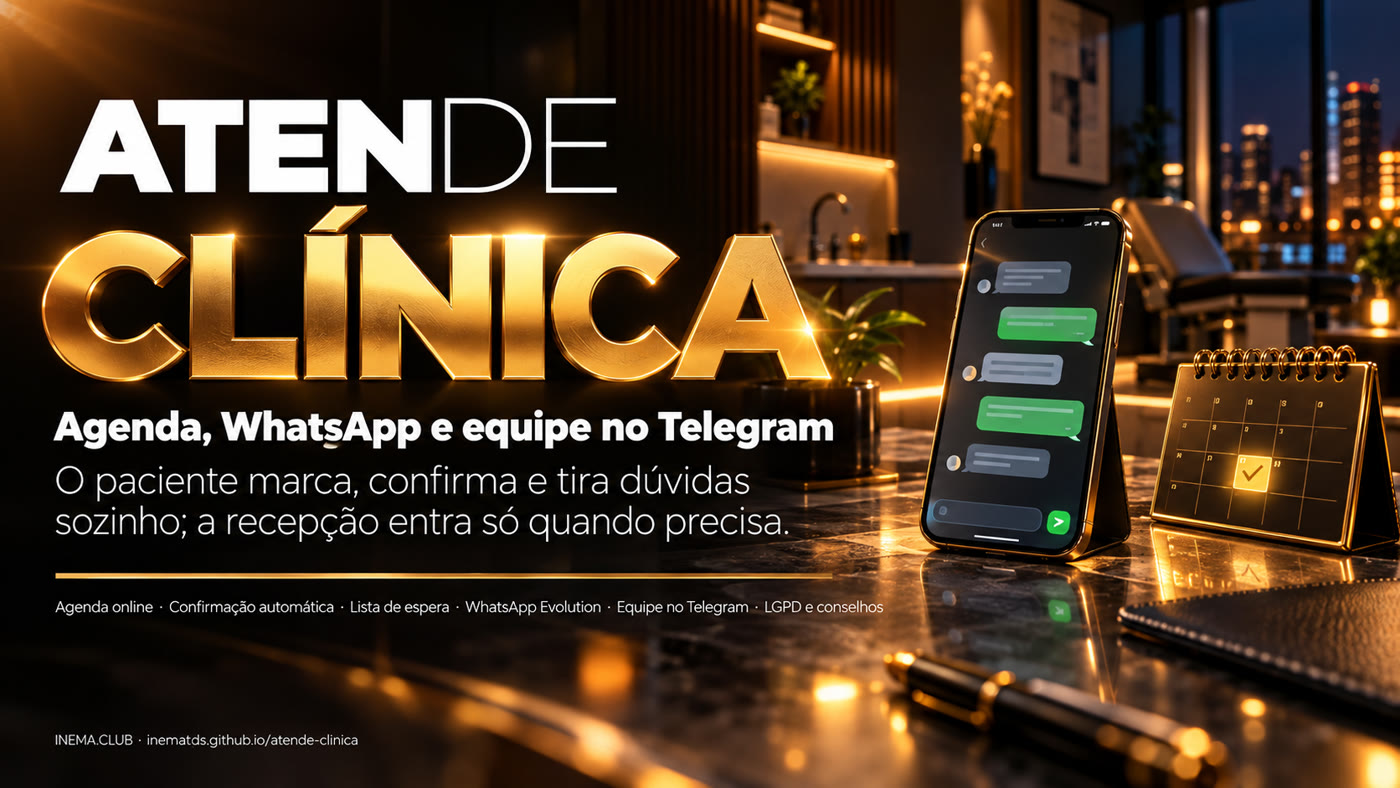 ATENDE
CLÍNICA
Agenda, WhatsApp e equipe no Telegram
O paciente marca, confirma e tira dúvidas
sozinho; a recepção entra só quando precisa.
Agenda online · Confirmação automática · Lista de espera · WhatsApp Evolution · Equipe no Telegram · LGPD e conselhos
INEMA.CLUB · inematds.github.io/atende-clinica